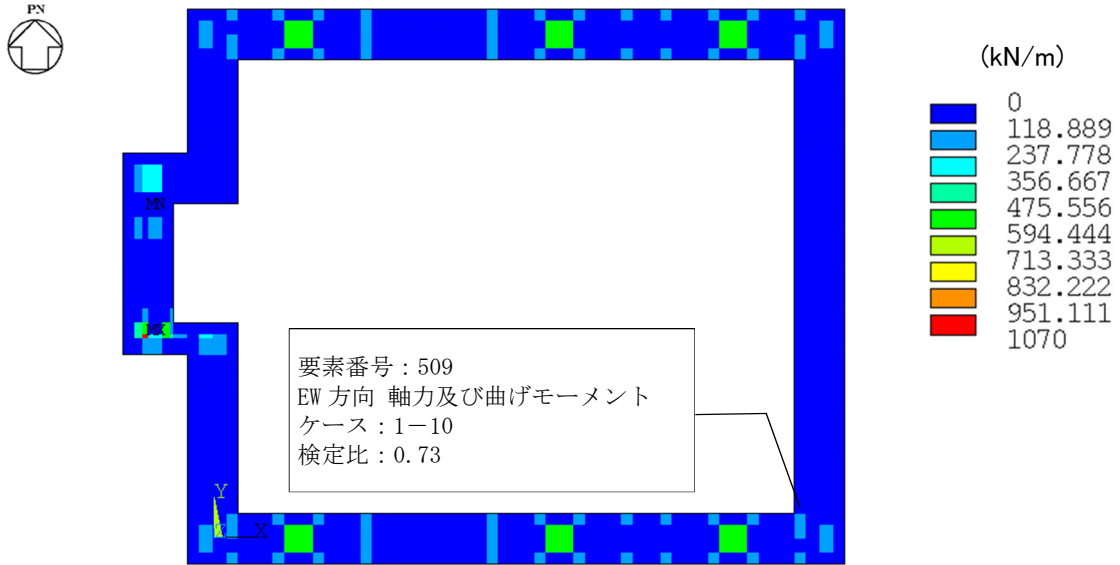 PN
(kN/m)
0
118.889
237.778
356.667
475.556
594.444
713.333
832.222
951.111
1070
MN
MX
要素番号：509
EW 方向 軸力及び曲げモーメント
ケース：1－10
検定比：0.73
Y
Z X